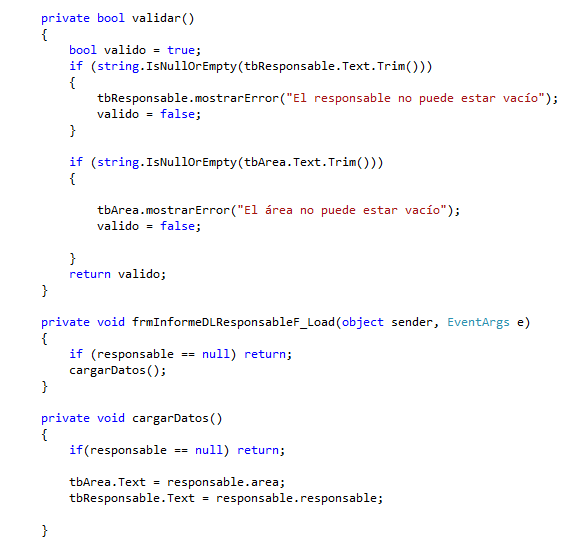 private bool validar()
{
bool valido = true;
if (string.IsNullOrEmpty(tbResponsable.Text.Trim()))
{
tbResponsable.mostrarError("El responsable no puede estar vacío");
valido = false;
}
if (string.IsNullOrEmpty(tbArea.Text.Trim()))
{
tbArea.mostrarError("El área no puede estar vacío");
valido = false;
}
return valido;
}
private void frmInformeDLResponsableF_Load(object sender, EventArgs e)
{
if (responsable == null) return;
cargarDatos();
}
private void cargarDatos()
{
if(responsable == null) return;
tbArea.Text = responsable.area;
tbResponsable.Text = responsable.responsable;
}